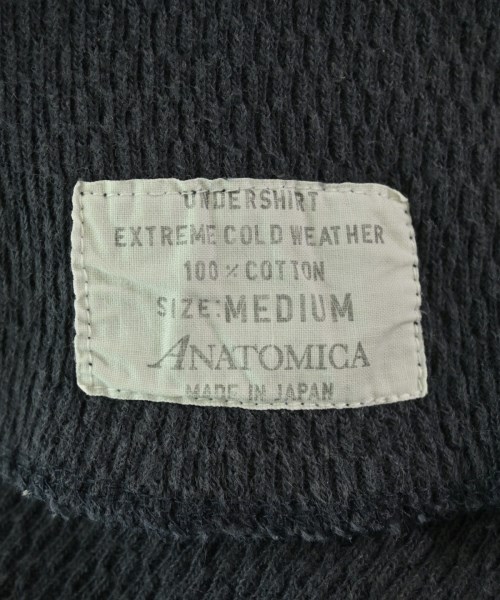 UNDERSHIRT
EXTREME COLD WEATHER
100% COTTON
SIZE: MEDIUM
ANATOMICA
MADE IN JAPAN